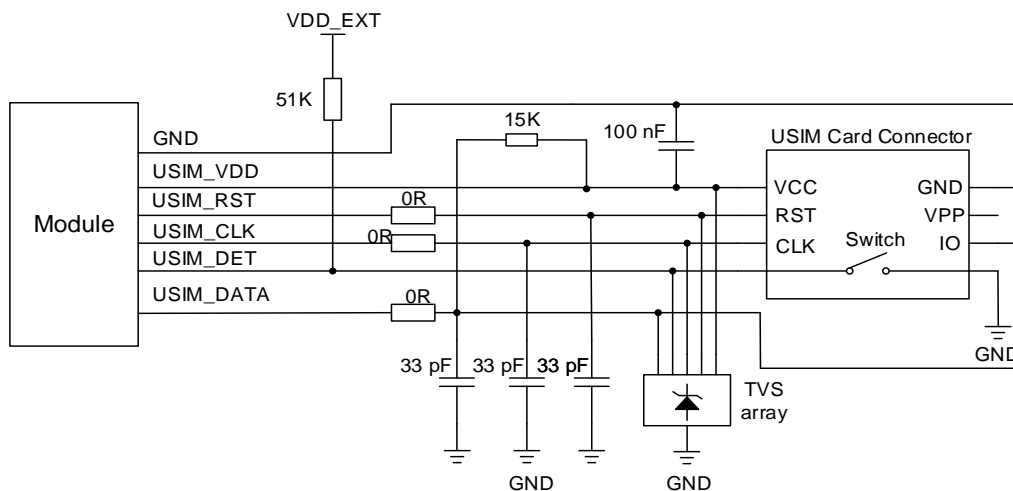 VDD_EXT
51K
15K
100 nF
USIM Card Connector
GND
USIM_VDD
USIM_RST
USIM_CLK
USIM_DET
USIM_DATA
Module
0R
0R
0R
VCC
RST
CLK
GND
VPP
IO
Switch
GND
33 pF
33 pF
33 pF
TVS
array
GND
GND